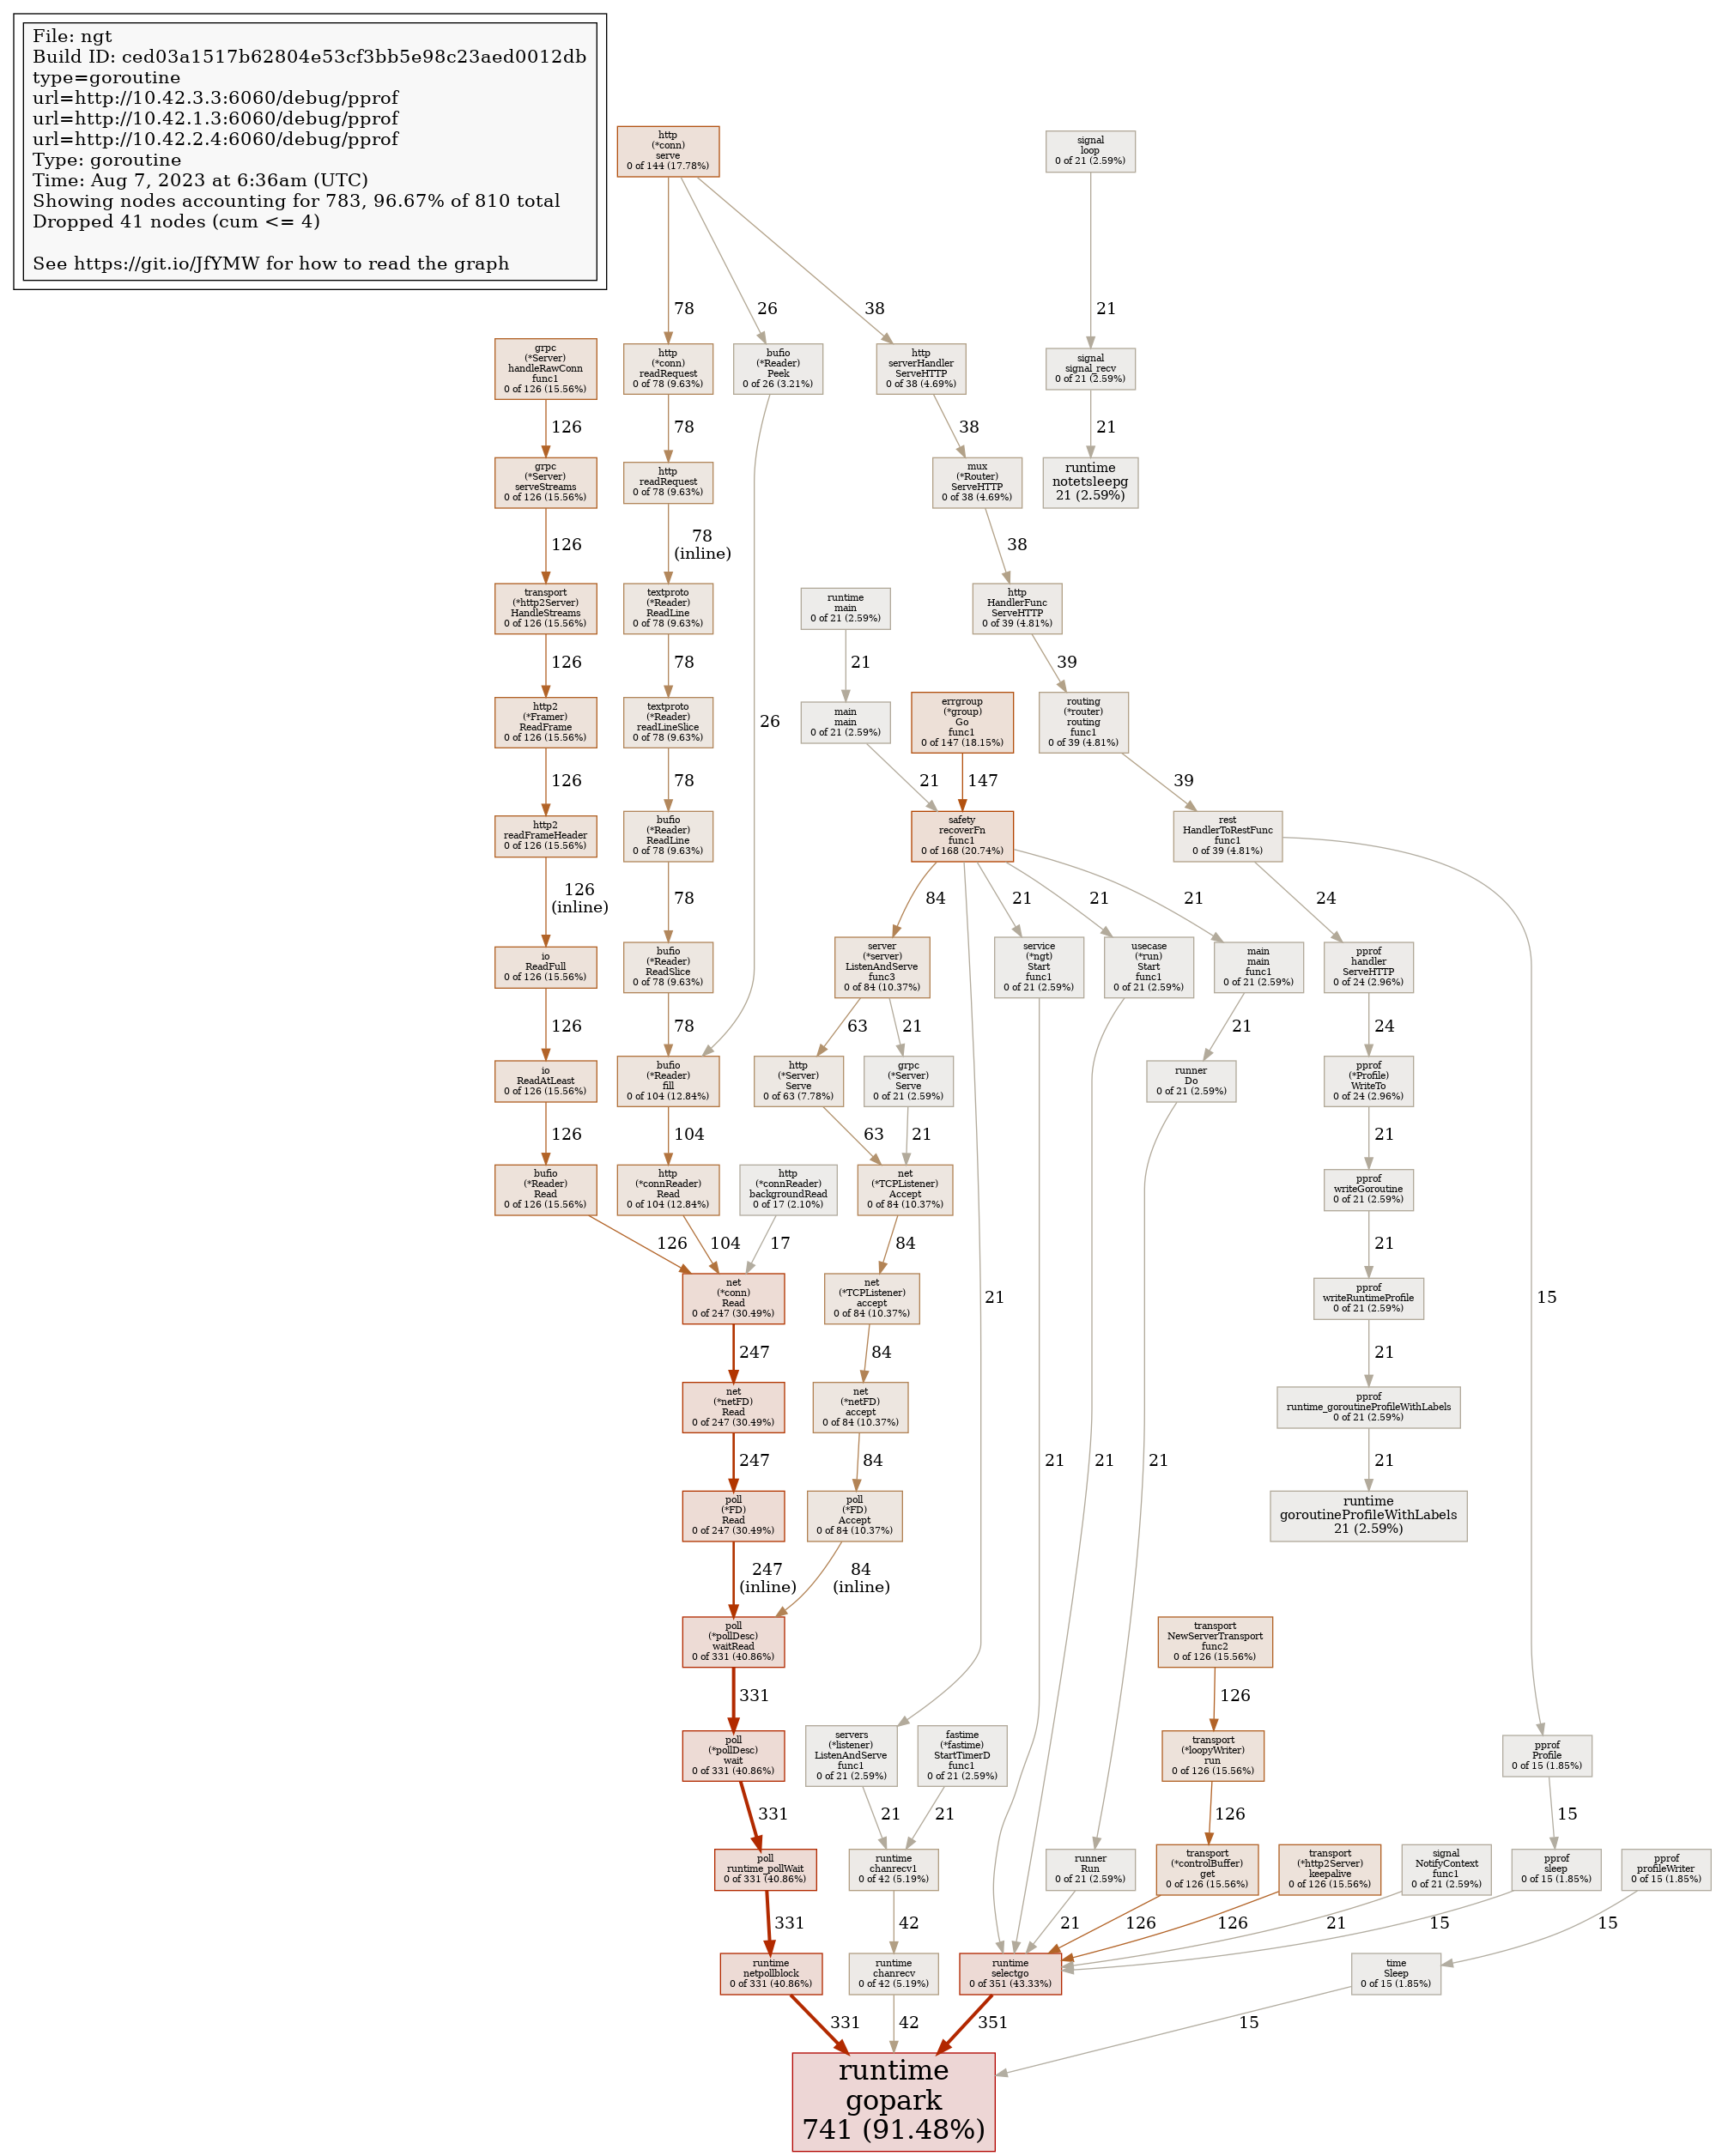 File: ngt
Build ID: ced03a1517b62804e53cf3bb5e98c23aed0012db
type=goroutine
url=http://10.42.3.3:6060/debug/pprof
url=http://10.42.1.3:6060/debug/pprof
url=http://10.42.2.4:6060/debug/pprof
Type: goroutine
Time: Aug 7, 2023 at 6:36am (UTC)
Showing nodes accounting for 783, 96.67% of 810 total
Dropped 41 nodes (cum <= 4)
See https://git.io/JfYMW for how to read the graph
http
(*conn)
serve
0 of 144 (17.78%)
signal
loop
0 of 21 (2.59%)
78
26
38
21
grpc
(*Server)
handleRawConn
func1
0 of 126 (15.56%)
http
(*conn)
readRequest
0 of 78 (9.63%)
bufio
(*Reader)
Peek
0 of 26 (3.21%)
http
serverHandler
ServeHTTP
0 of 38 (4.69%)
signal
signal_recv
0 of 21 (2.59%)
126
78
38
21
grpc
(*Server)
serveStreams
0 of 126 (15.56%)
http
readRequest
0 of 78 (9.63%)
mux
(*Router)
ServeHTTP
0 of 38 (4.69%)
runtime
notetsleepg
21 (2.59%)
126
78
(inline)
38
transport
(*http2Server)
HandleStreams
0 of 126 (15.56%)
textproto
(*Reader)
ReadLine
0 of 78 (9.63%)
runtime
main
0 of 21 (2.59%)
http
HandlerFunc
ServeHTTP
0 of 39 (4.81%)
126
78
21
39
http2
(*Framer)
ReadFrame
0 of 126 (15.56%)
textproto
(*Reader)
readLineSlice
0 of 78 (9.63%)
26
main
main
0 of 21 (2.59%)
errgroup
(*group)
Go
func1
0 of 147 (18.15%)
routing
(*router)
routing
func1
0 of 39 (4.81%)
126
78
21
147
39
http2
readFrameHeader
0 of 126 (15.56%)
bufio
(*Reader)
ReadLine
0 of 78 (9.63%)
safety
recoverFn
func1
0 of 168 (20.74%)
rest
HandlerToRestFunc
func1
0 of 39 (4.81%)
126
(inline)
78
84
21
21
21
24
io
ReadFull
0 of 126 (15.56%)
bufio
(*Reader)
ReadSlice
0 of 78 (9.63%)
server
(*server)
ListenAndServe
func3
0 of 84 (10.37%)
service
(*ngt)
Start
func1
0 of 21 (2.59%)
usecase
(*run)
Start
func1
0 of 21 (2.59%)
main
main
func1
0 of 21 (2.59%)
pprof
handler
ServeHTTP
0 of 24 (2.96%)
126
78
63
21
21
24
io
ReadAtLeast
0 of 126 (15.56%)
bufio
(*Reader)
fill
0 of 104 (12.84%)
http
(*Server)
Serve
0 of 63 (7.78%)
grpc
(*Server)
Serve
0 of 21 (2.59%)
runner
Do
0 of 21 (2.59%)
pprof
(*Profile)
WriteTo
0 of 24 (2.96%)
126
104
63
21
21
bufio
(*Reader)
Read
0 of 126 (15.56%)
http
(*connReader)
Read
0 of 104 (12.84%)
http
(*connReader)
backgroundRead
0 of 17 (2.10%)
net
(*TCPListener)
Accept
0 of 84 (10.37%)
pprof
writeGoroutine
0 of 21 (2.59%)
126
104
17
84
21
net
(*conn)
Read
0 of 247 (30.49%)
net
(*TCPListener)
accept
0 of 84 (10.37%)
21
pprof
writeRuntimeProfile
0 of 21 (2.59%)
15
247
84
21
net
(*netFD)
Read
0 of 247 (30.49%)
net
(*netFD)
accept
0 of 84 (10.37%)
pprof
runtime_goroutineProfileWithLabels
0 of 21 (2.59%)
247
84
21
21
21
21
poll
(*FD)
Read
0 of 247 (30.49%)
poll
(*FD)
Accept
0 of 84 (10.37%)
runtime
goroutineProfileWithLabels
21 (2.59%)
247
(inline)
84
(inline)
poll
(*pollDesc)
waitRead
0 of 331 (40.86%)
transport
NewServerTransport
func2
0 of 126 (15.56%)
331
126
poll
(*pollDesc)
wait
0 of 331 (40.86%)
servers
(*listener)
ListenAndServe
func1
0 of 21 (2.59%)
fastime
(*fastime)
StartTimerD
func1
0 of 21 (2.59%)
transport
(*loopyWriter)
run
0 of 126 (15.56%)
pprof
Profile
0 of 15 (1.85%)
331
21
21
126
15
poll
runtime_pollWait
0 of 331 (40.86%)
runtime
chanrecv1
0 of 42 (5.19%)
runner
Run
0 of 21 (2.59%)
transport
(*controlBuffer)
get
0 of 126 (15.56%)
transport
(*http2Server)
keepalive
0 of 126 (15.56%)
signal
NotifyContext
func1
0 of 21 (2.59%)
pprof
sleep
0 of 15 (1.85%)
pprof
profileWriter
0 of 15 (1.85%)
331
42
21
126
126
21
15
15
runtime
netpollblock
0 of 331 (40.86%)
runtime
chanrecv
0 of 42 (5.19%)
runtime
selectgo
0 of 351 (43.33%)
time
Sleep
0 of 15 (1.85%)
331
42
351
15
runtime
gopark
741 (91.48%)